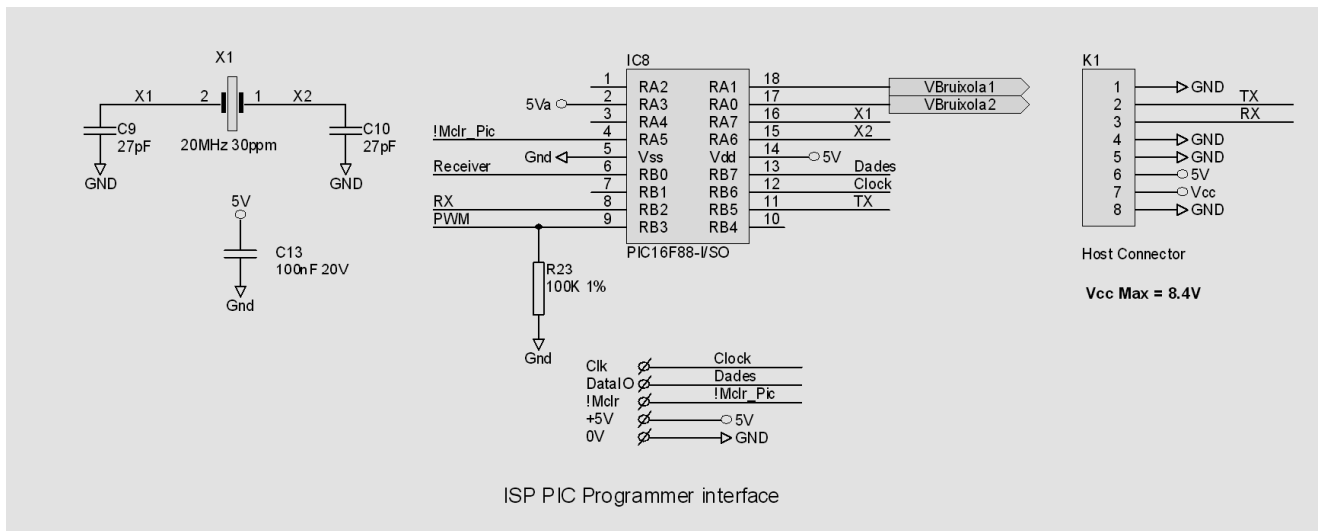 X1
X1 2 1 X2
C9
27pF
20MHz 30ppm
C10
27pF
GND
GND
5V
C13
100nF 20V
Gnd
IC8
1 RA2 RA1 18 VBruixola1
5Va 2 RA3 RA0 17 VBruixola2
3 RA4 RA7 16 X1
!Mclr_Pic 4 RA5 RA6 15 X2
Gnd 5 Vss Vdd 14 5V
Receiver 6 RB0 RB7 13 Dades
7 RB1 RB6 12 Clock
RX 8 RB2 RB5 11 TX
PWM 9 RB3 RB4 10
PIC16F88-I/SO
R23
100K 1%
Gnd
K1
1 GND
2 TX
3 RX
4 GND
5 GND
6 5V
7 Vcc
8 GND
Host Connector
Vcc Max = 8.4V
Clk Clock
DataIO Dades
!Mclr !Mclr_Pic
+5V 5V
0V GND
ISP PIC Programmer interface